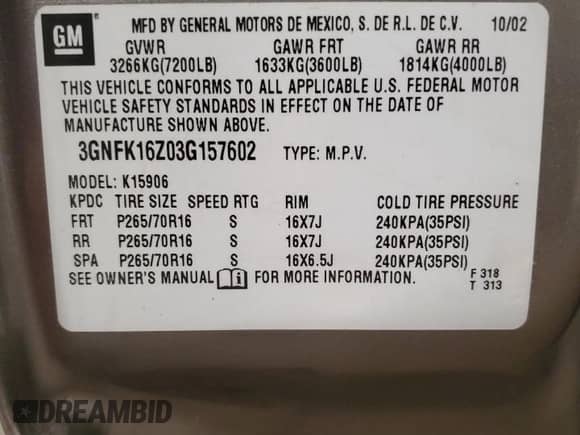 GM
MFD BY GENERAL MOTORS DE MEXICO, S. DE R.L. DE C.V. 10/02
GVWR GAWR FRT GAWR RR
3266KG(7200LB) 1633KG(3600LB) 1814KG(4000LB)
THIS VEHICLE CONFORMS TO ALL APPLICABLE U.S. FEDERAL MOTOR
VEHICLE SAFETY STANDARDS IN EFFECT ON THE DATE OF
MANUFACTURE SHOWN ABOVE.
3GNFK16Z03G157602 TYPE: M.P.V.
MODEL: K15906
KPDC TIRE SIZE SPEED RTG RIM COLD TIRE PRESSURE
FRT P265/70R16 S 16X7J 240KPA(35PSI)
RR P265/70R16 S 16X7J 240KPA(35PSI)
SPA P265/70R16 S 16X6.5J 240KPA(35PSI)
SEE OWNER'S MANUAL i FOR MORE INFORMATION. F 318
T 313
DREAMBID